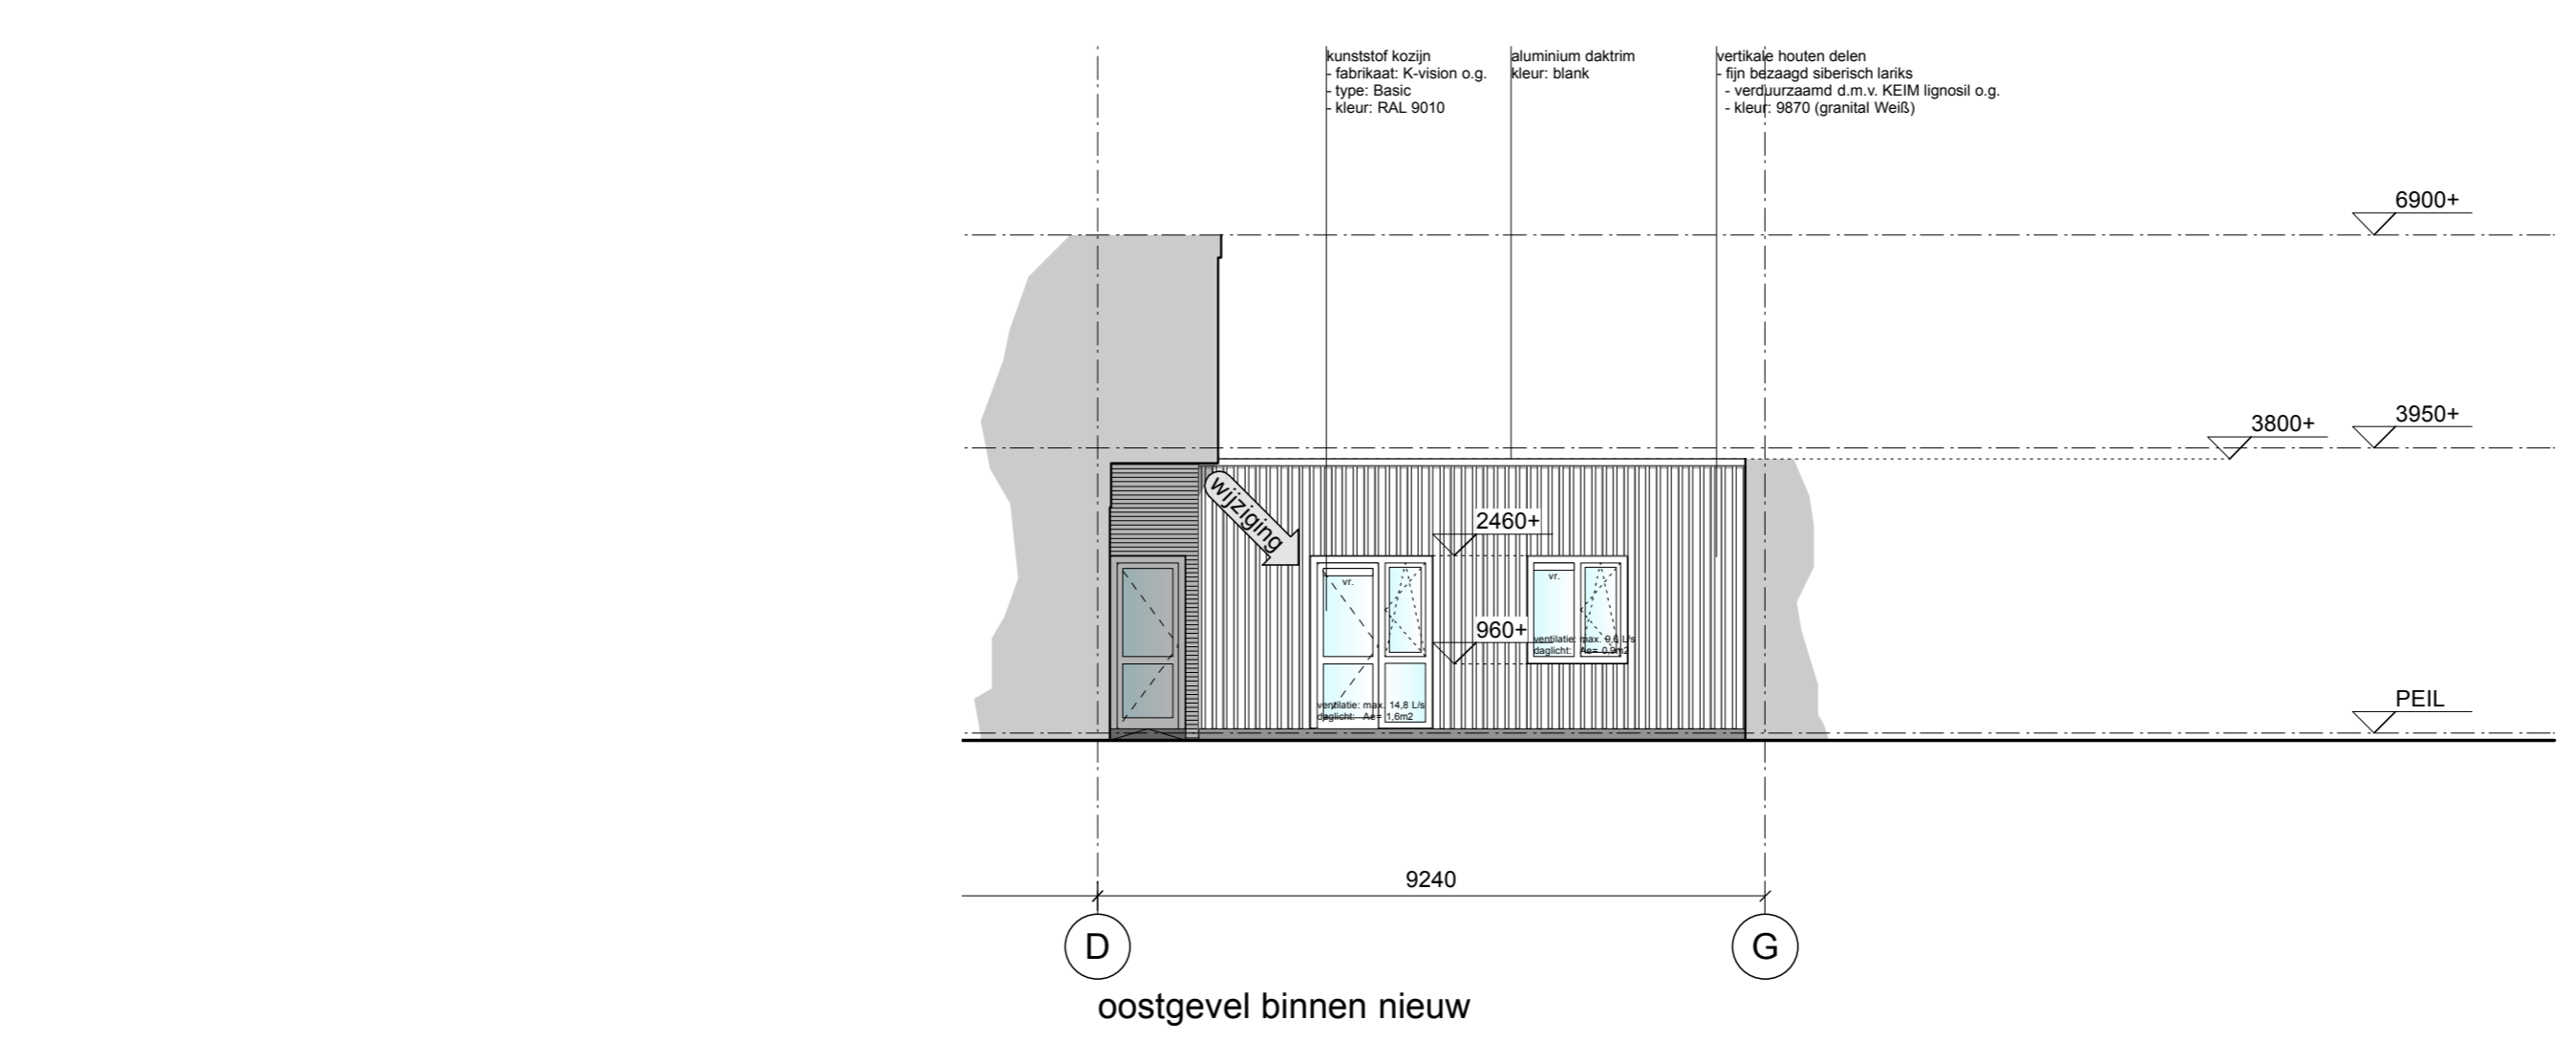 kunststof kozijn
- fabrikaat: K-vision o.g.
- type: Basic
- kleur: RAL 9010
aluminium daktrim
kleur: blank
vertikale houten delen
- fijn bezaagd siberisch lariks
- verduurzaamd d.m.v. KEIM lignosil o.g.
- kleur: 9870 (granital Weiß)
6900+
3950+
3800+
wijziging
2460+
vr.
vr.
960+
ventilatie: max. 9,6 L/s
daglicht: Ae= 0,9m2
ventilatie: max. 14,8 L/s
daglicht: Ae= 1,6m2
PEIL
9240
D
G
oostgevel binnen nieuw